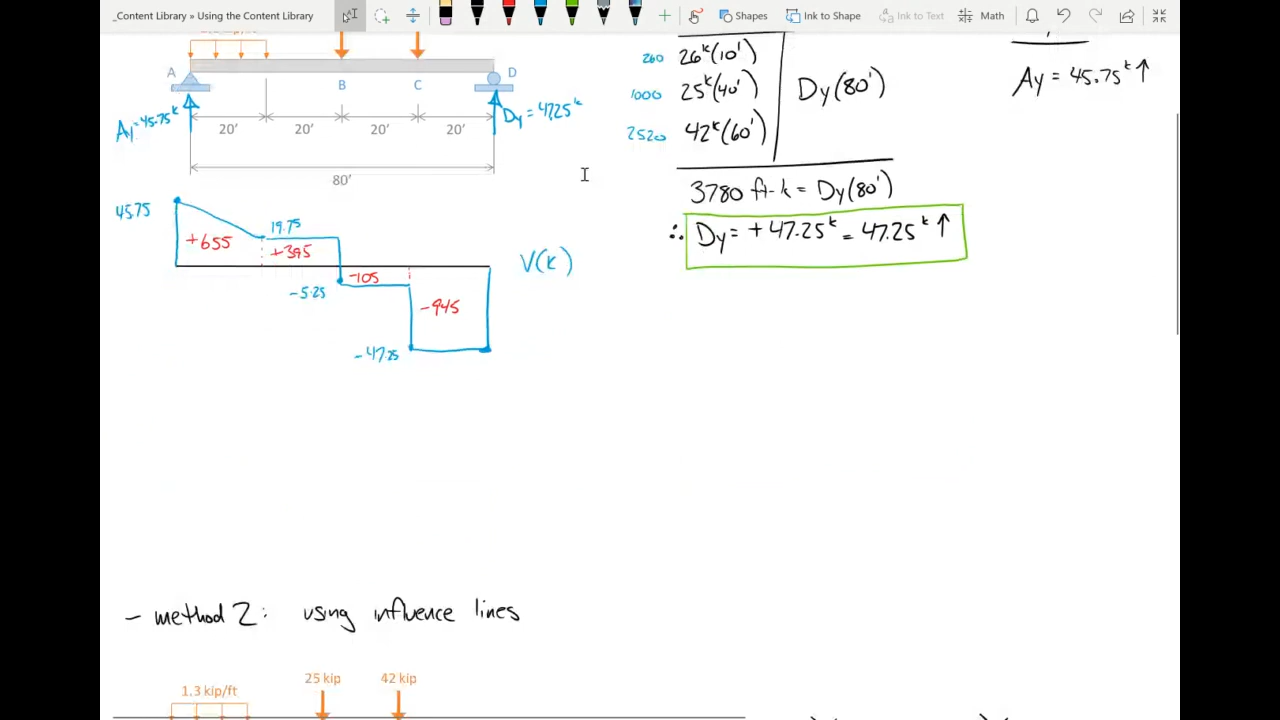 _Content Library » Using the Content Library
Shapes
Ink to Shape
Ink to Text
Math
A
B
C
D
Ay=45.75k
Dy = 47.25k
20'
20'
20'
20'
80'
260
26k(10')
1000
25k(40')
2520
42k(60')
Dy(80')
3780 ft-k = Dy(80')
∴ Dy = +47.25k = 47.25k ↑
Ay = 45.75k ↑
45.75
19.75
+655
+395
-105
-5.25
-945
-47.25
V(k)
- method 2: using influence lines
25 kip
42 kip
1.3 kip/ft